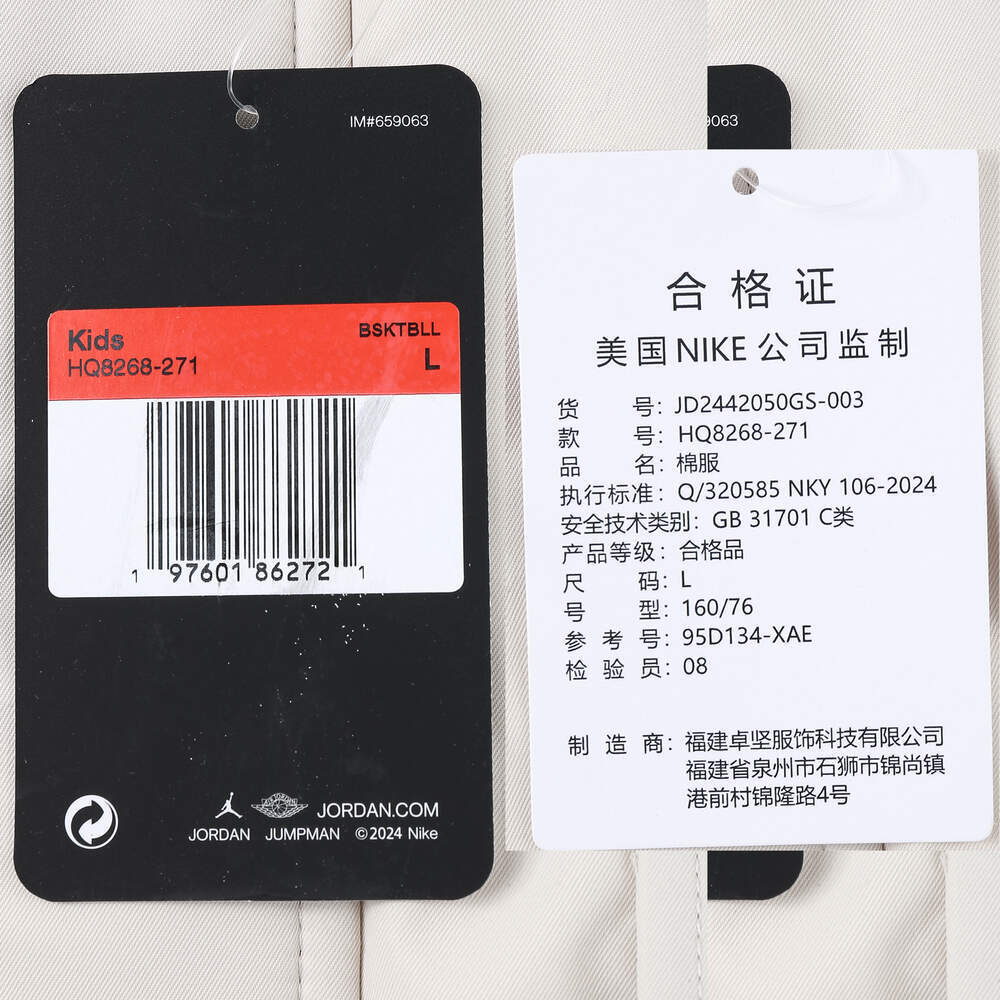 IM#659063
Kids
BSKTBLL
HQ8268-271
L
1 97601 86272 1
JORDAN.COM
JORDAN JUMPMAN ©2024 Nike
9063
合格证
美国NIKE公司监制
货号：JD2442050GS-003
款号：HQ8268-271
品名：棉服
执行标准：Q/320585 NKY 106-2024
安全技术类别：GB 31701 C类
产品等级：合格品
尺码：L
号型：160/76
参考号：95D134-XAE
检验员：08
制造商：福建卓坚服饰科技有限公司
福建省泉州市石狮市锦尚镇
港前村锦隆路4号